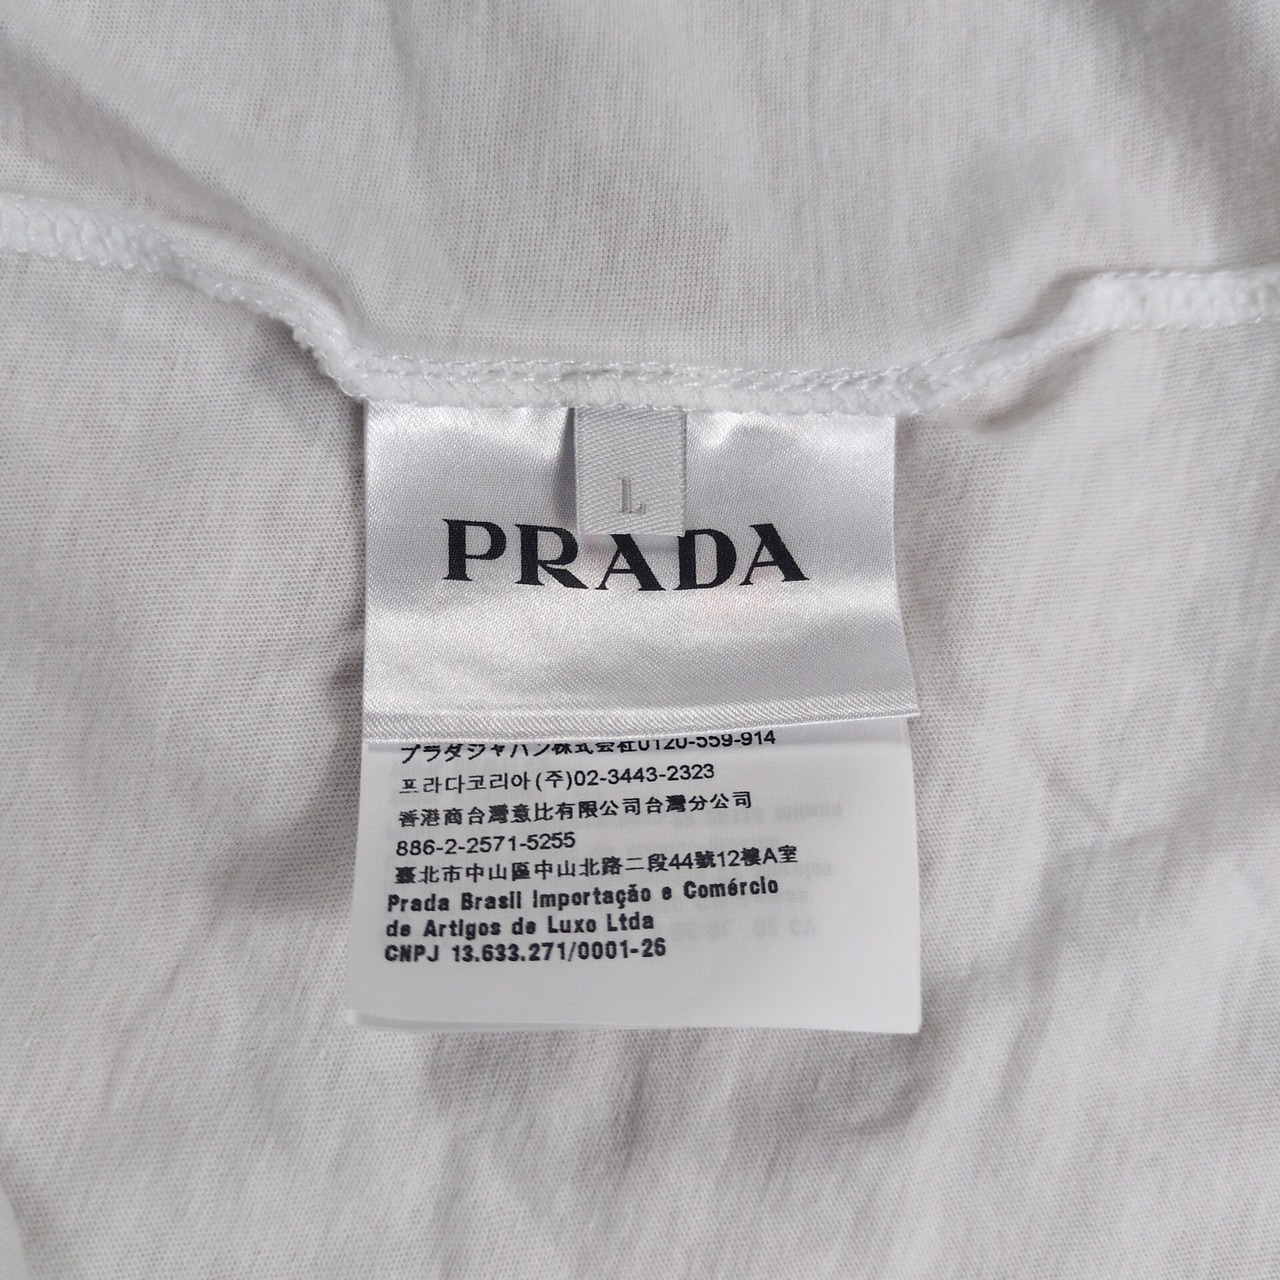 L
PRADA
プラダジャパン株式会社0120-559-914
프라다코리아(주)02-3443-2323
香港商台灣意比有限公司台灣分公司
886-2-2571-5255
臺北市中山區中山北路二段44號12樓A室
Prada Brasil Importação e Comércio
de Artigos de Luxo Ltda
CNPJ 13.633.271/0001-26